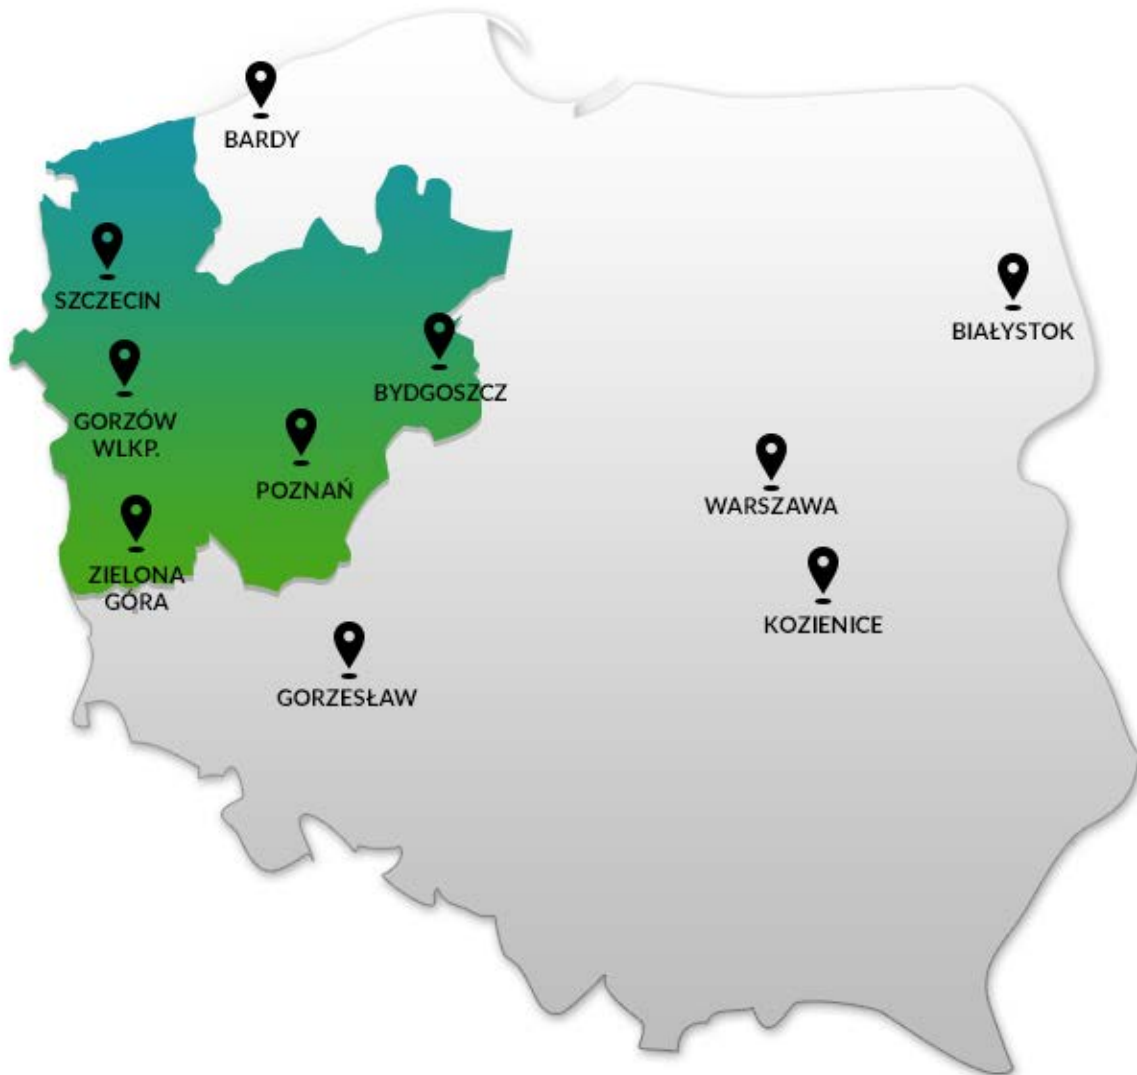 BARDY
SZCZECIN
BIAŁYSTOK
BYDGOSZCZ
GORZÓW
WLKP.
POZNAŃ
WARSZAWA
ZIELONA
GÓRA
KOZIENICE
GORZESŁAW